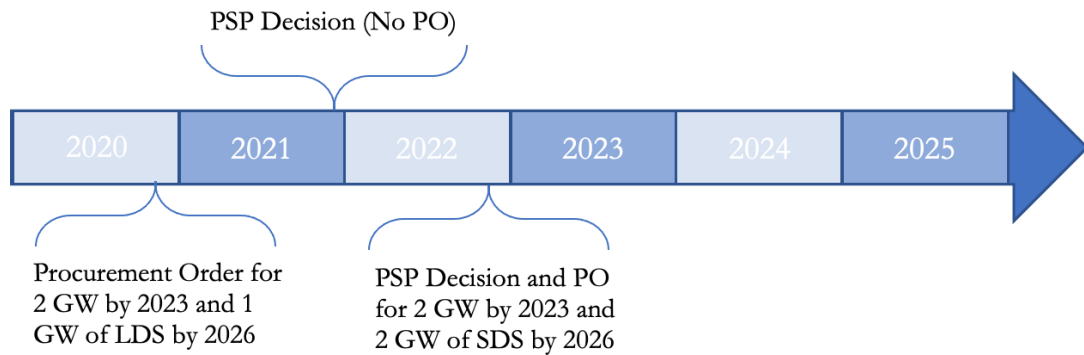 PSP Decision (No PO)
2020
2021
2022
2023
2024
2025
Procurement Order for
2 GW by 2023 and 1
GW of LDS by 2026
PSP Decision and PO
for 2 GW by 2023 and
2 GW of SDS by 2026